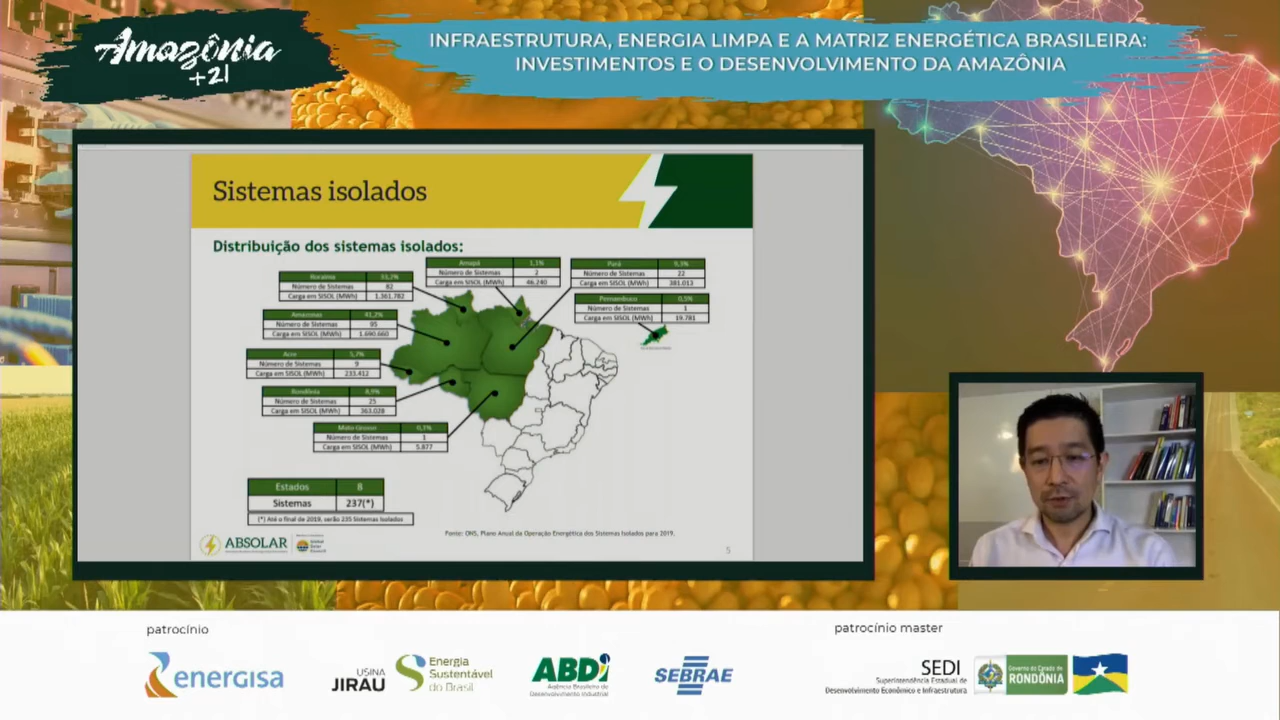 Amazônia
+21
INFRAESTRUTURA, ENERGIA LIMPA E A MATRIZ ENERGÉTICA BRASILEIRA:
INVESTIMENTOS E O DESENVOLVIMENTO DA AMAZÔNIA
Sistemas isolados
Distribuição dos sistemas isolados:
Amapá 1,1%
Número de Sistemas 2
Carga em SISOL (MWh) 46.240
Pará 9,3%
Número de Sistemas 22
Carga em SISOL (MWh) 381.013
Roraima 33,2%
Número de Sistemas 82
Carga em SISOL (MWh) 1.361.782
Pernambuco 0,5%
Número de Sistemas 1
Carga em SISOL (MWh) 19.781
Amazonas 41,2%
Número de Sistemas 95
Carga em SISOL (MWh) 1.690.660
Acre 5,7%
Número de Sistemas 9
Carga em SISOL (MWh) 233.412
Rondônia 8,9%
Número de Sistemas 25
Carga em SISOL (MWh) 363.028
Mato Grosso 0,1%
Número de Sistemas 1
Carga em SISOL (MWh) 5.877
Estados 8
Sistemas 237(*)
(*) Até o final de 2019, serão 235 Sistemas Isolados
Fonte: ONS, Plano Anual da Operação Energética dos Sistemas Isolados para 2019.
ABSOLAR
5
patrocínio
patrocínio master
energisa
USINA
JIRAU
Energia
Sustentável
do Brasil
ABDI
Agência Brasileira de
Desenvolvimento Industrial
SEBRAE
SEDI
Superintendência Estadual de
Desenvolvimento Econômico e Infraestrutura
Governo do Estado de
RONDÔNIA